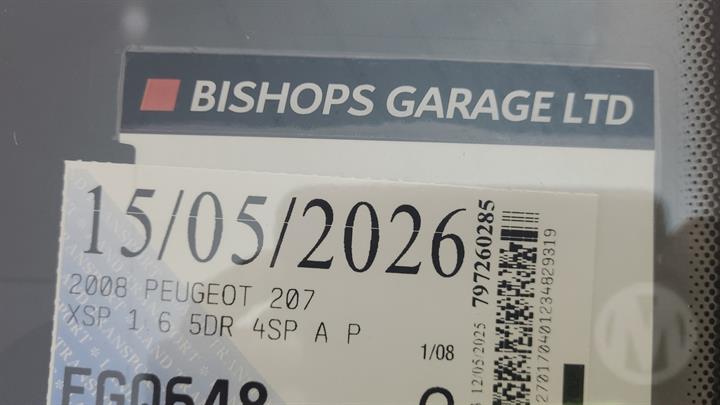 BISHOPS GARAGE LTD
15/05/2026
2008 PEUGEOT 207
XSP 1.6 5DR 4SP A P
1/08
797260285
12/05/2025
270170401234829319